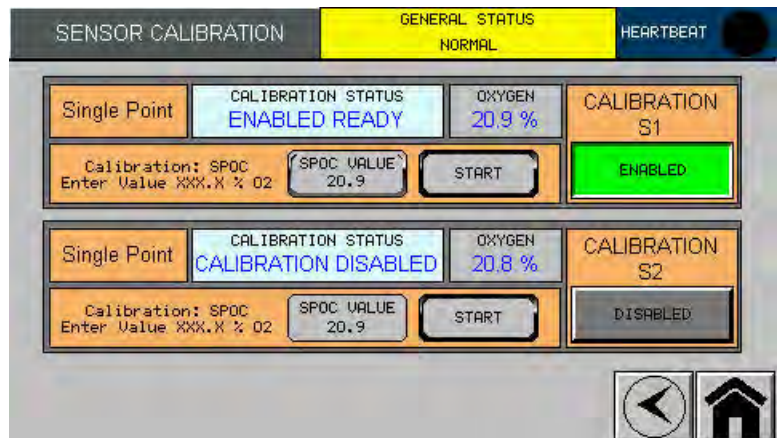 SENSOR CALIBRATION
GENERAL STATUS
NORMAL
HEARTBEAT
Single Point
CALIBRATION STATUS
ENABLED READY
OXYGEN
20.9 %
CALIBRATION
S1
Calibration: SPOC
Enter Value XXX.X % O2
SPOC VALUE
20.9
START
ENABLED
Single Point
CALIBRATION STATUS
CALIBRATION DISABLED
OXYGEN
20.8 %
CALIBRATION
S2
Calibration: SPOC
Enter Value XXX.X % O2
SPOC VALUE
20.9
START
DISABLED